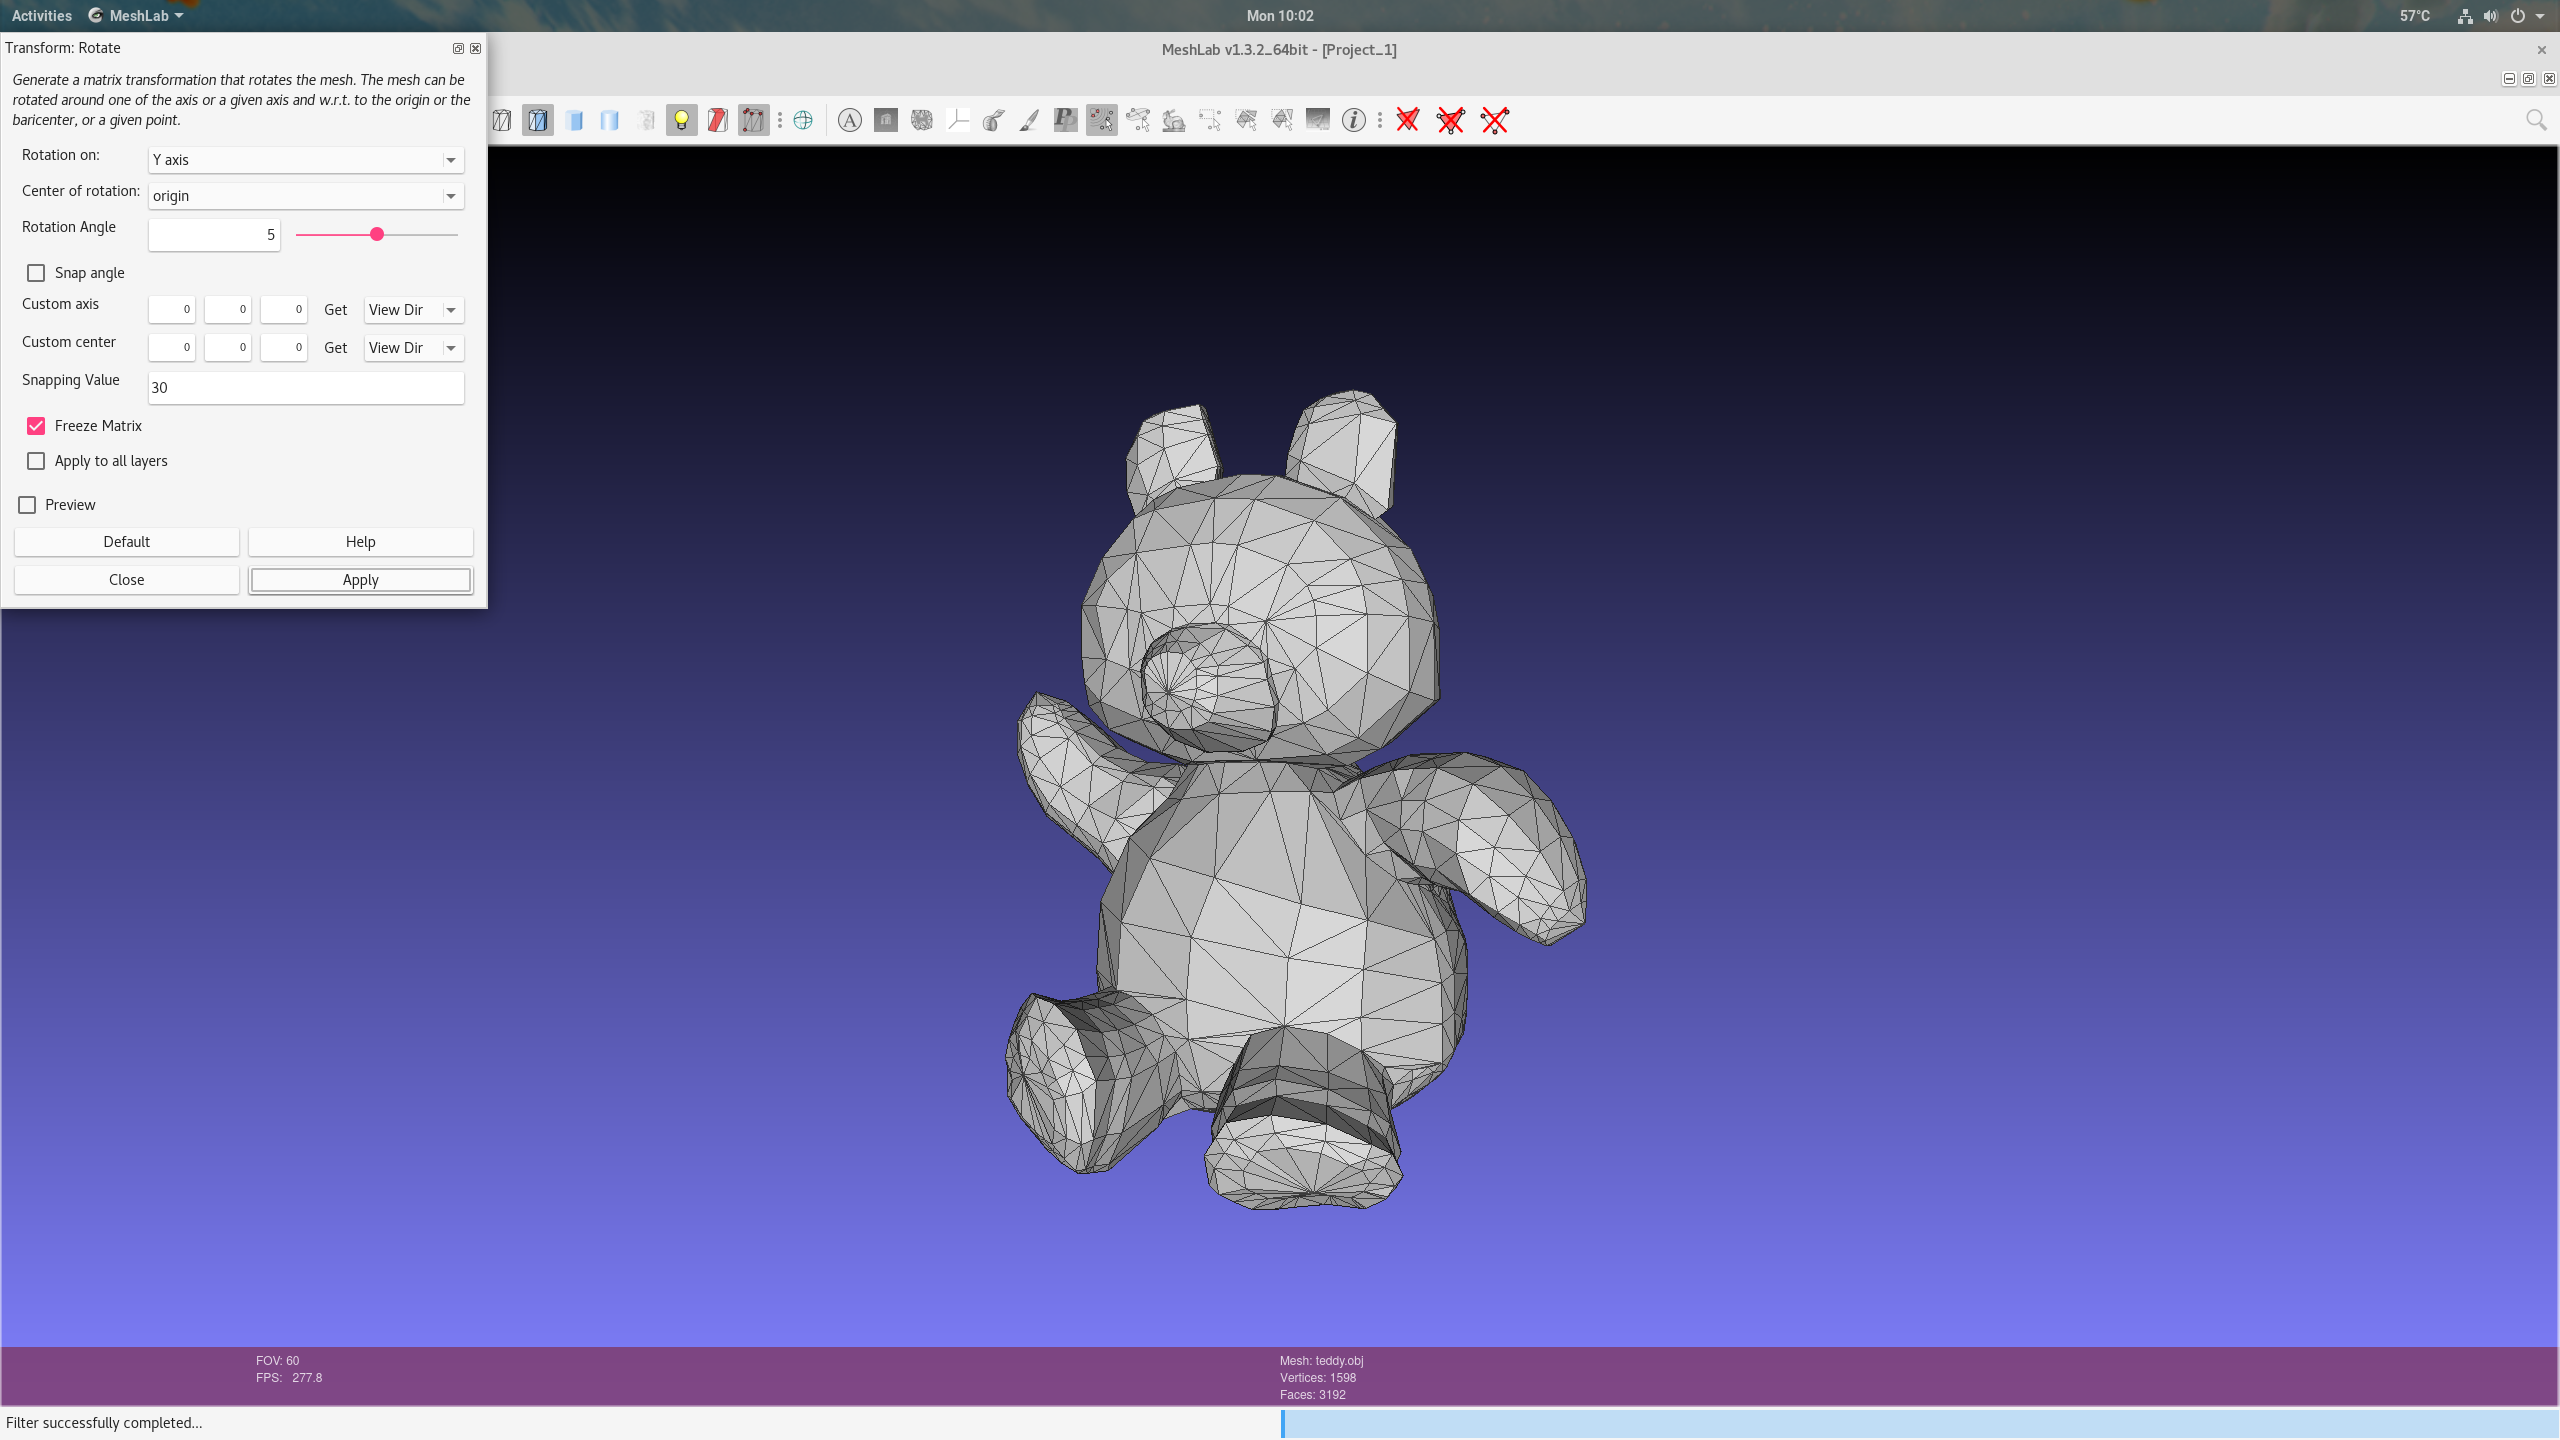 Activities
MeshLab
Mon 10:02
57°C
Transform: Rotate
MeshLab v1.3.2_64bit - [Project_1]
Generate a matrix transformation that rotates the mesh. The mesh can be
rotated around one of the axis or a given axis and w.r.t. to the origin or the
baricenter, or a given point.
Rotation on:
Y axis
Center of rotation:
origin
Rotation Angle
5
Snap angle
Custom axis
0
0
0
Get
View Dir
Custom center
0
0
0
Get
View Dir
Snapping Value
30
Freeze Matrix
Apply to all layers
Preview
Default
Help
Close
Apply
FOV: 60
FPS: 277.8
Mesh: teddy.obj
Vertices: 1598
Faces: 3192
Filter successfully completed...